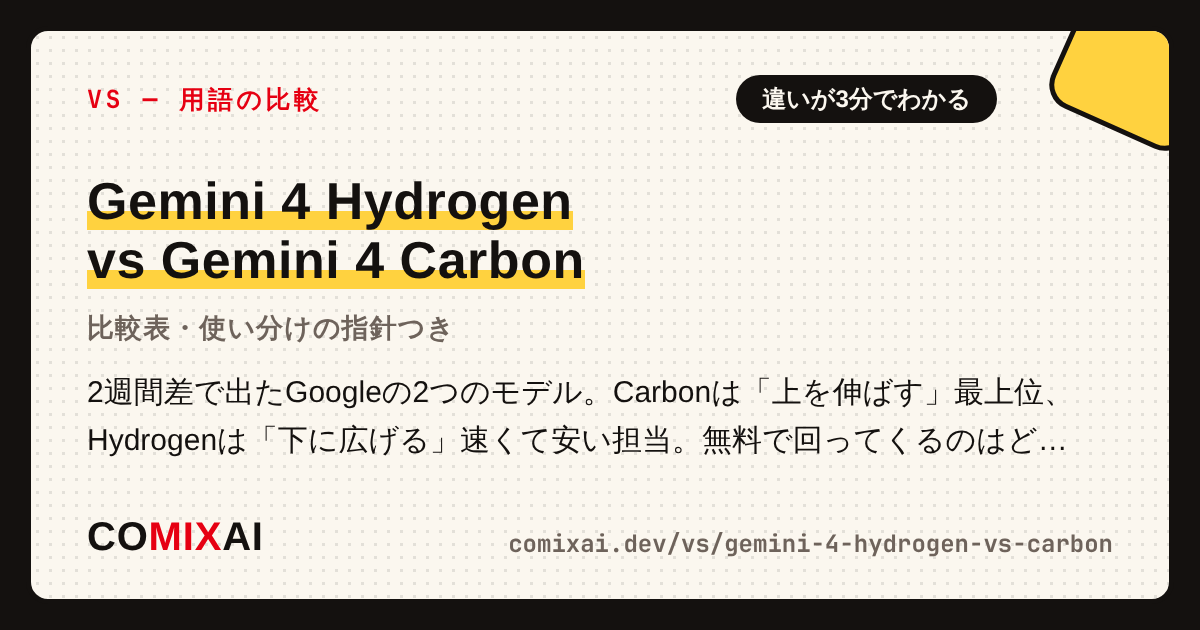 VS — 用語の比較
違いが3分でわかる
Gemini 4 Hydrogen
vs Gemini 4 Carbon
比較表・使い分けの指針つき
2週間差で出たGoogleの2つのモデル。Carbonは「上を伸ばす」最上位、
Hydrogenは「下に広げる」速くて安い担当。無料で回ってくるのはど…
COMIXAI
comixai.dev/vs/gemini-4-hydrogen-vs-carbon